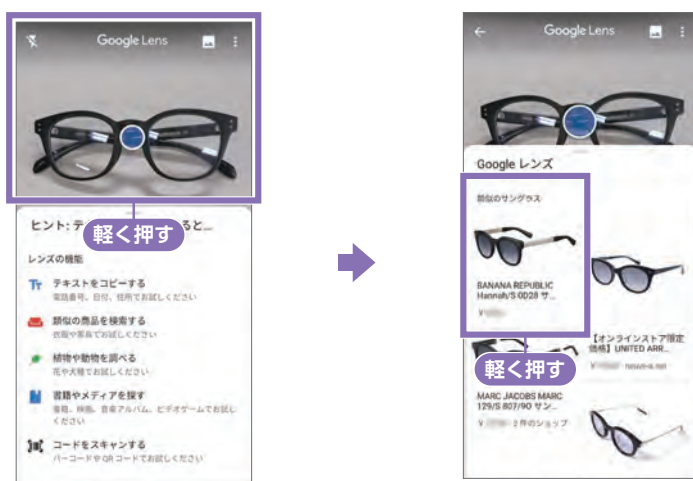 Google Lens
ヒント: テ
ると...
軽く押す
レンズの機能
テキストをコピーする
電話番号、日付、住所でお試しください
類似の商品を検索する
衣服や家具でお試しください
植物や動物を調べる
花や犬種でお試しください
書籍やメディアを探す
書籍、映画、音楽アルバム、ビデオゲームでお試し
ください
コードをスキャンする
バーコードや QR コードでお試しください
Google Lens
Google レンズ
類似のサングラス
BANANA REPUBLIC
Hannah/S 0D28 サ...
¥
軽く押す
【オンラインストア限定
価格】UNITED ARR...
¥
MARC JACOBS MARC
129/S 807/9O サン...
¥
2 件のショップ